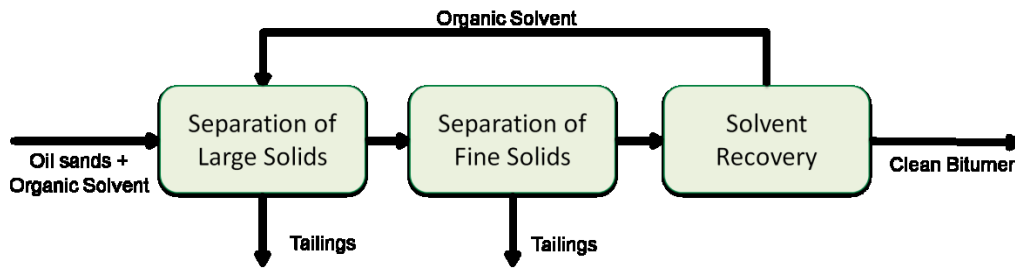 Organic Solvent
Separation of
Large Solids
Separation of
Fine Solids
Solvent
Recovery
Oil sands +
Organic Solvent
Clean Bitumen
Tailings
Tailings